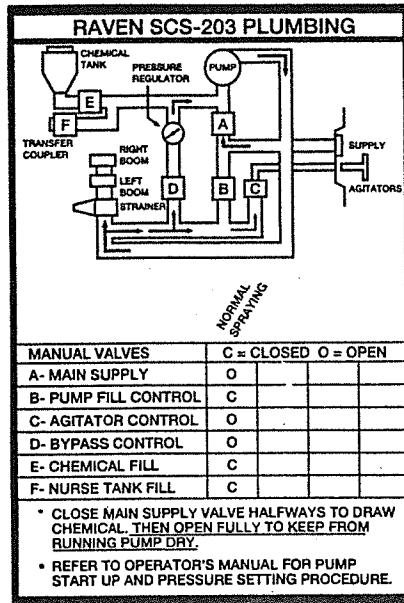 RAVEN SCS-203 PLUMBING
CHEMICAL
TANK
PRESSURE
REGULATOR
PUMP
E
F
A
TRANSFER
COUPLER
RIGHT
BOOM
LEFT
BOOM
STRAINER
D
B
C
SUPPLY
AGITATORS
NORMAL
SPRAYING
MANUAL VALVES C = CLOSED O = OPEN
A- MAIN SUPPLY O
B- PUMP FILL CONTROL C
C- AGITATOR CONTROL O
D- BYPASS CONTROL O
E- CHEMICAL FILL C
F- NURSE TANK FILL C
* CLOSE MAIN SUPPLY VALVE HALFWAYS TO DRAW
CHEMICAL, THEN OPEN FULLY TO KEEP FROM
RUNNING PUMP DRY.
• REFER TO OPERATOR'S MANUAL FOR PUMP
START UP AND PRESSURE SETTING PROCEDURE.